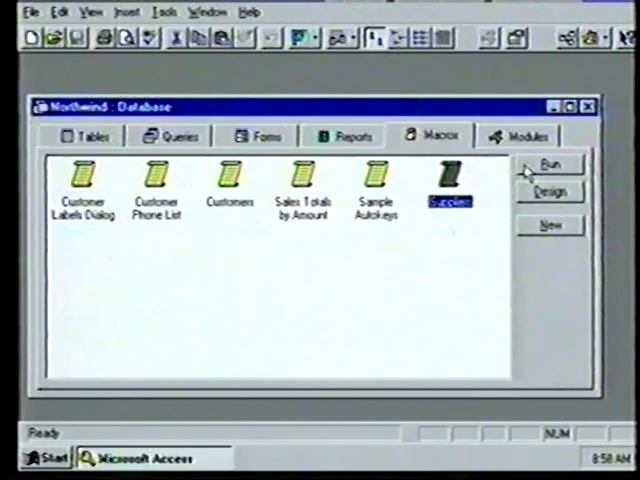 File Edit View Insert Tools Window Help
Northwind : Database
Tables Queries Forms Reports Macros Modules
Customer Labels Dialog
Customer Phone List
Customers
Sales Totals by Amount
Sample Autokeys
Suppliers
Run
Design
New
Ready
NUM
Start
Microsoft Access
8:58 AM